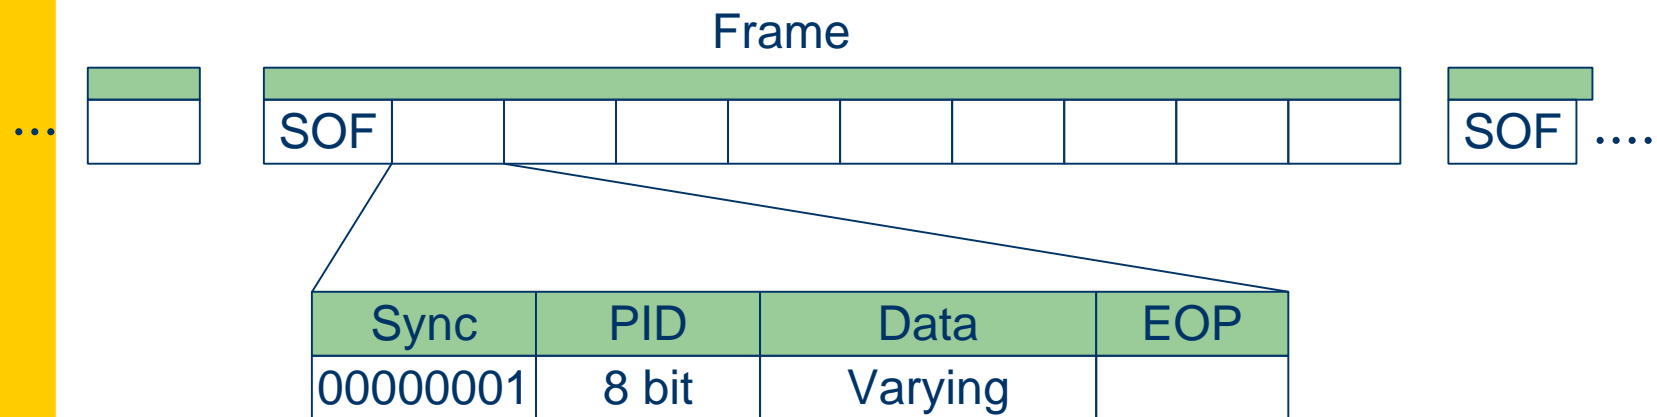 Frame
... SOF SOF ....
Sync PID Data EOP
00000001 8 bit Varying